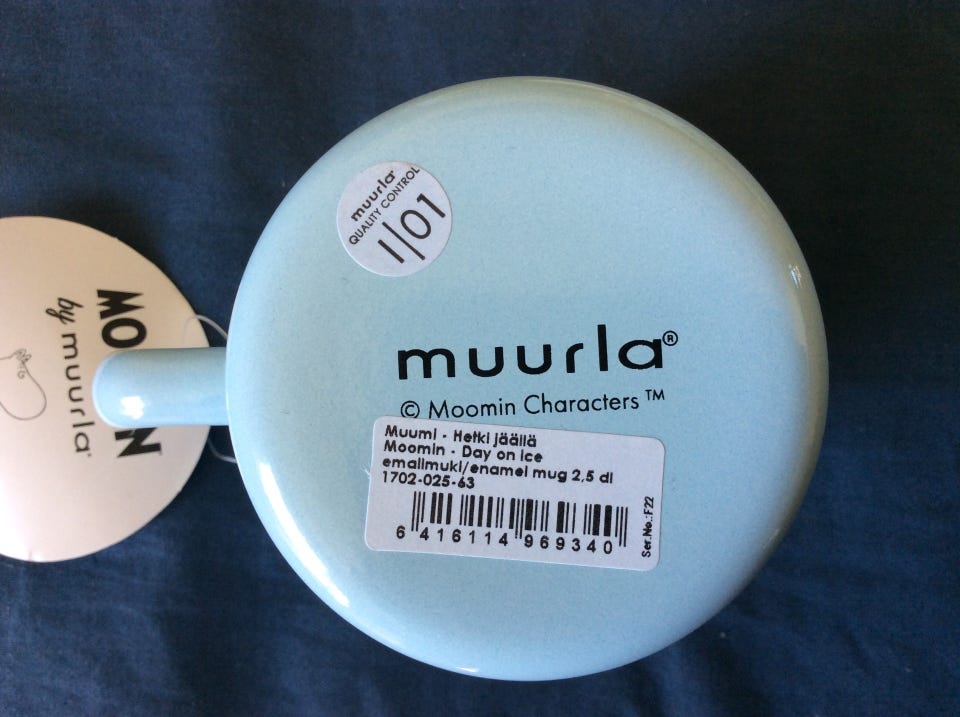 muurla
QUALITY CONTROL
1/01
muurla®
© Moomin Characters ™
Muumi - Hetki jäällä
Moomin - Day on ice
emalimuki/enamel mug 2,5 dl
1702-025-63
6 416114 969340
Ser.No.:F22
MO
N
by muurla